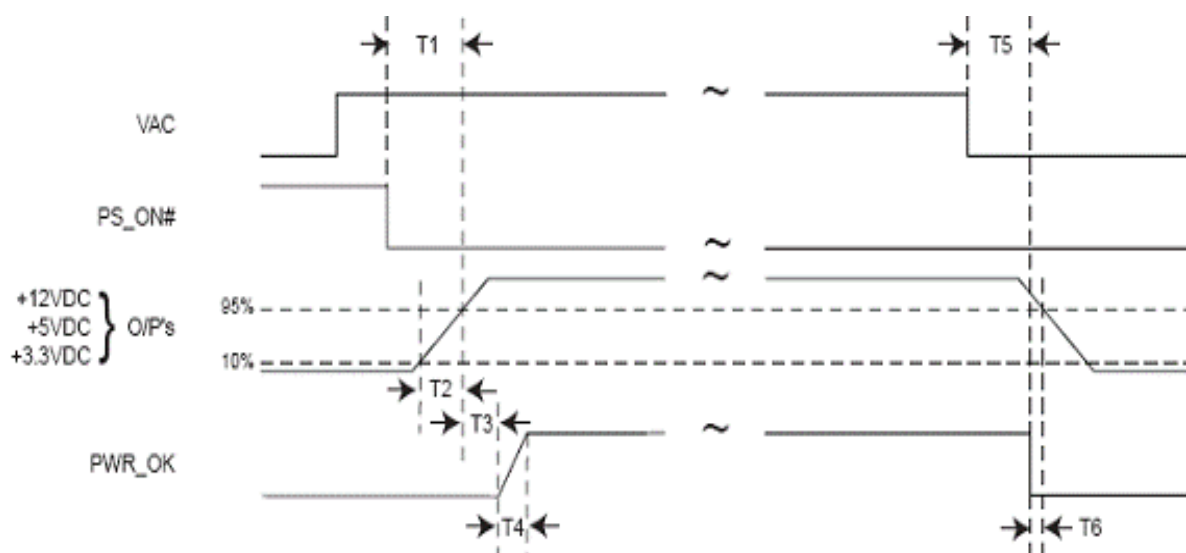 T1
T5
VAC
~
PS_ON#
~
+12VDC
+5VDC
+3.3VDC
} O/P's
95%
10%
~
T2
T3
PWR_OK
~
T4
T6